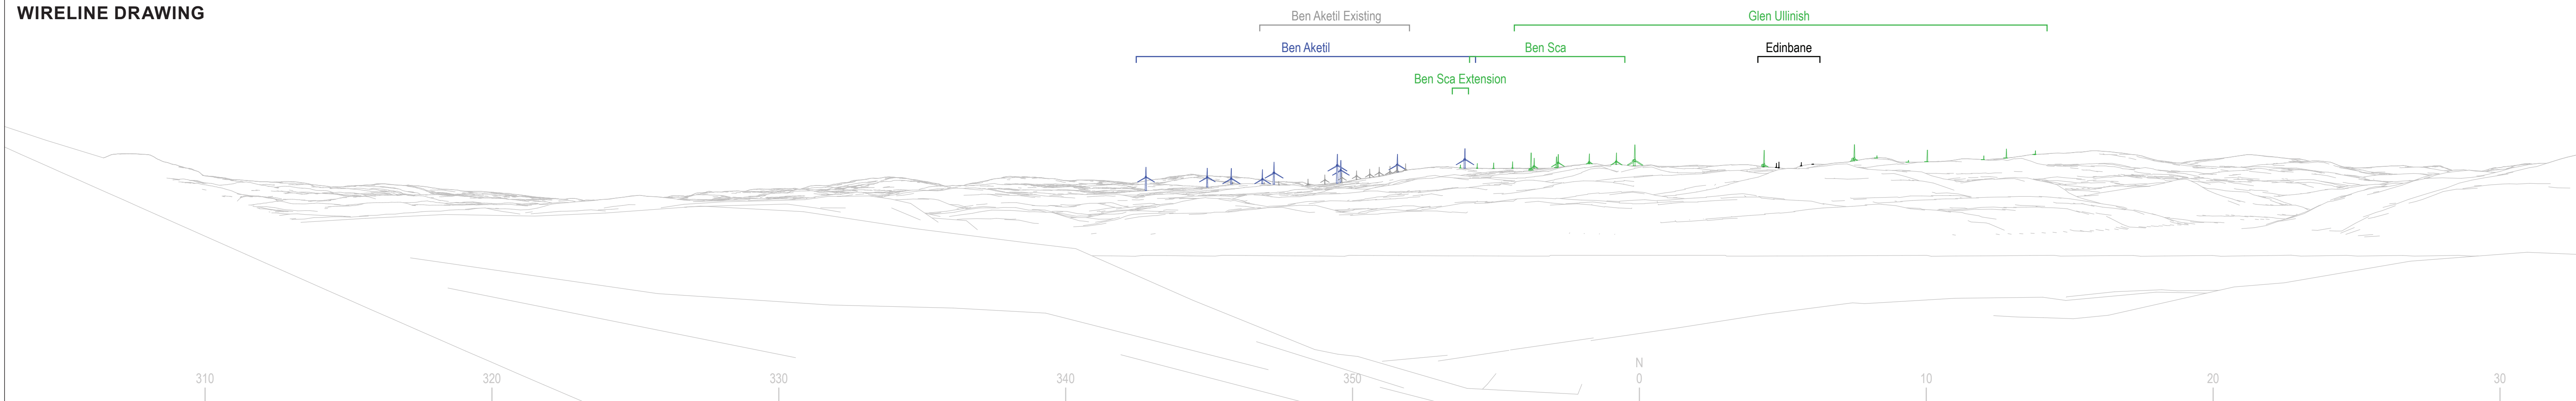 WIRELINE DRAWING
Ben Aketil Existing
Glen Ullinish
Ben Aketil
Ben Sca
Edinbane
Ben Sca Extension
N
310 320 330 340 350 0 10 20 30